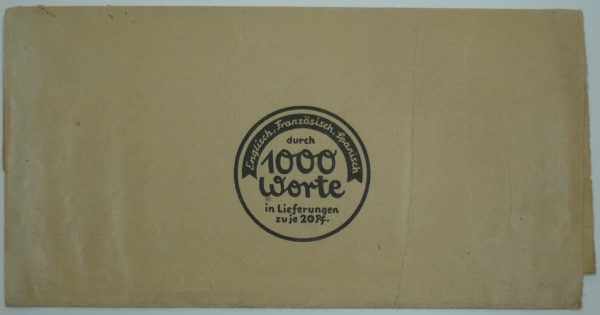 Englisch, Französisch, Spanisch
durch
1000
Worte
in Lieferungen
zu je 20 Pf.